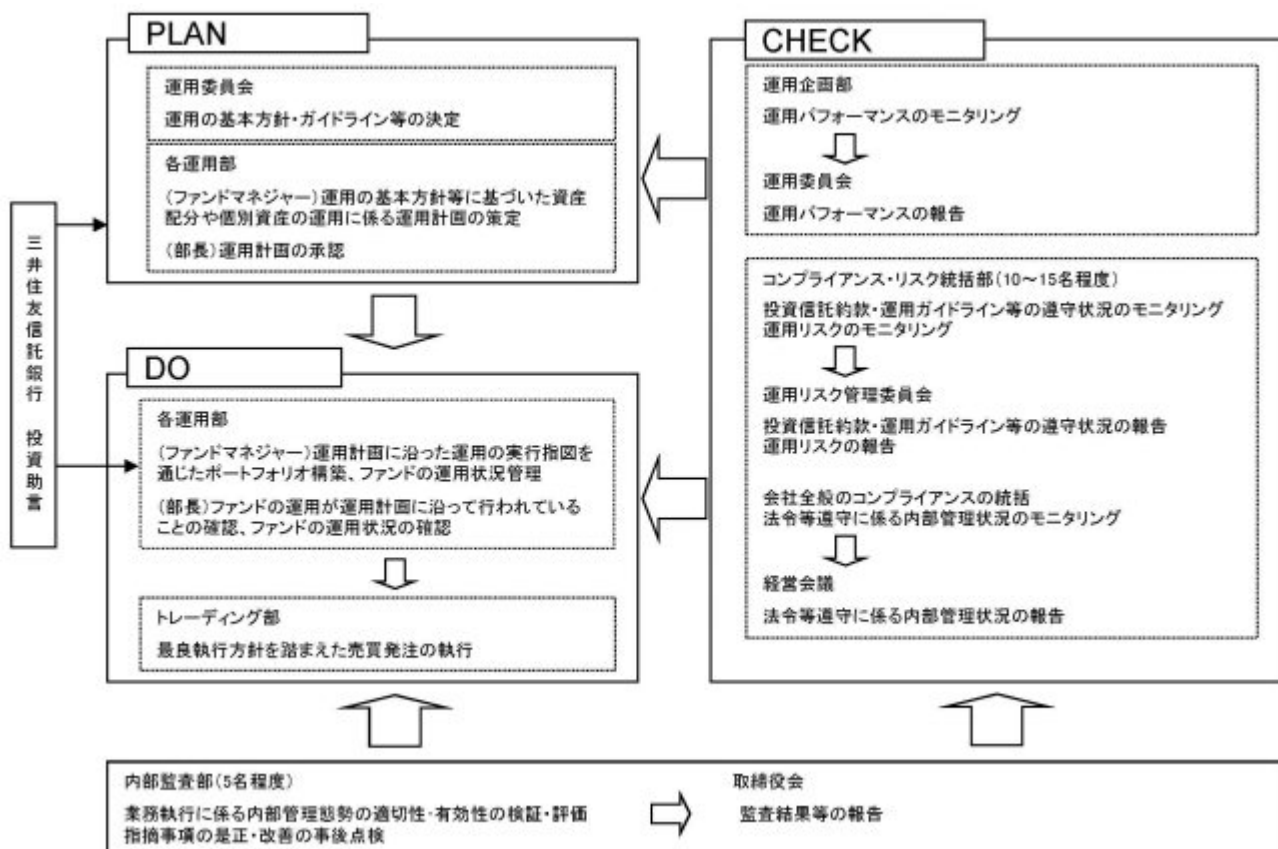 PLAN
運用委員会
運用の基本方針・ガイドライン等の決定
各運用部
(ファンドマネジャー)運用の基本方針等に基づいた資産
配分や個別資産の運用に係る運用計画の策定
(部長)運用計画の承認
三井住友信託銀行 投資助言
DO
各運用部
(ファンドマネジャー)運用計画に沿った運用の実行指図を
通じたポートフォリオ構築、ファンドの運用状況管理
(部長)ファンドの運用が運用計画に沿って行われている
ことの確認、ファンドの運用状況の確認
トレーディング部
最良執行方針を踏まえた売買発注の執行
CHECK
運用企画部
運用パフォーマンスのモニタリング
運用委員会
運用パフォーマンスの報告
コンプライアンス・リスク統括部(10～15名程度)
投資信託約款・運用ガイドライン等の遵守状況のモニタリング
運用リスクのモニタリング
運用リスク管理委員会
投資信託約款・運用ガイドライン等の遵守状況の報告
運用リスクの報告
会社全般のコンプライアンスの統括
法令等遵守に係る内部管理状況のモニタリング
経営会議
法令等遵守に係る内部管理状況の報告
内部監査部(5名程度)
業務執行に係る内部管理態勢の適切性・有効性の検証・評価
指摘事項の是正・改善の事後点検
取締役会
監査結果等の報告